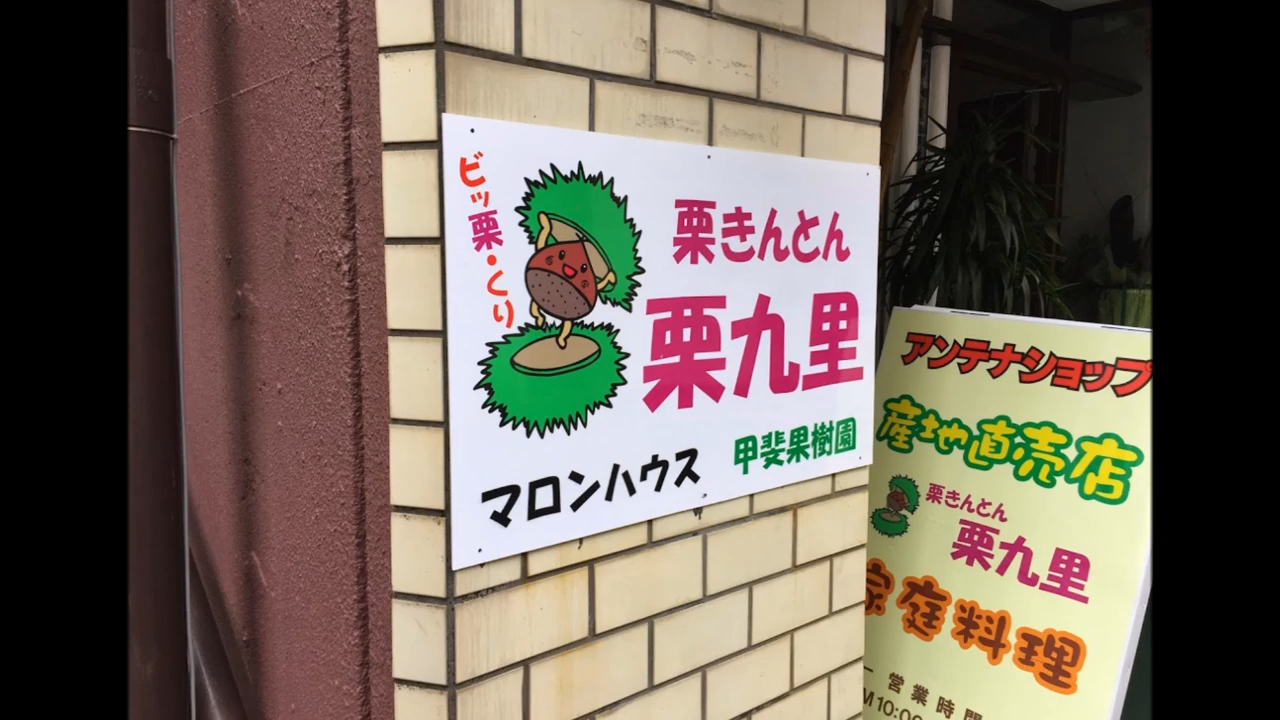 ビッ栗・くり
栗きんとん
栗九里
甲斐果樹園
マロンハウス
アンテナショップ
産地直売店
栗きんとん
栗九里
家庭料理
営業時間
10:00